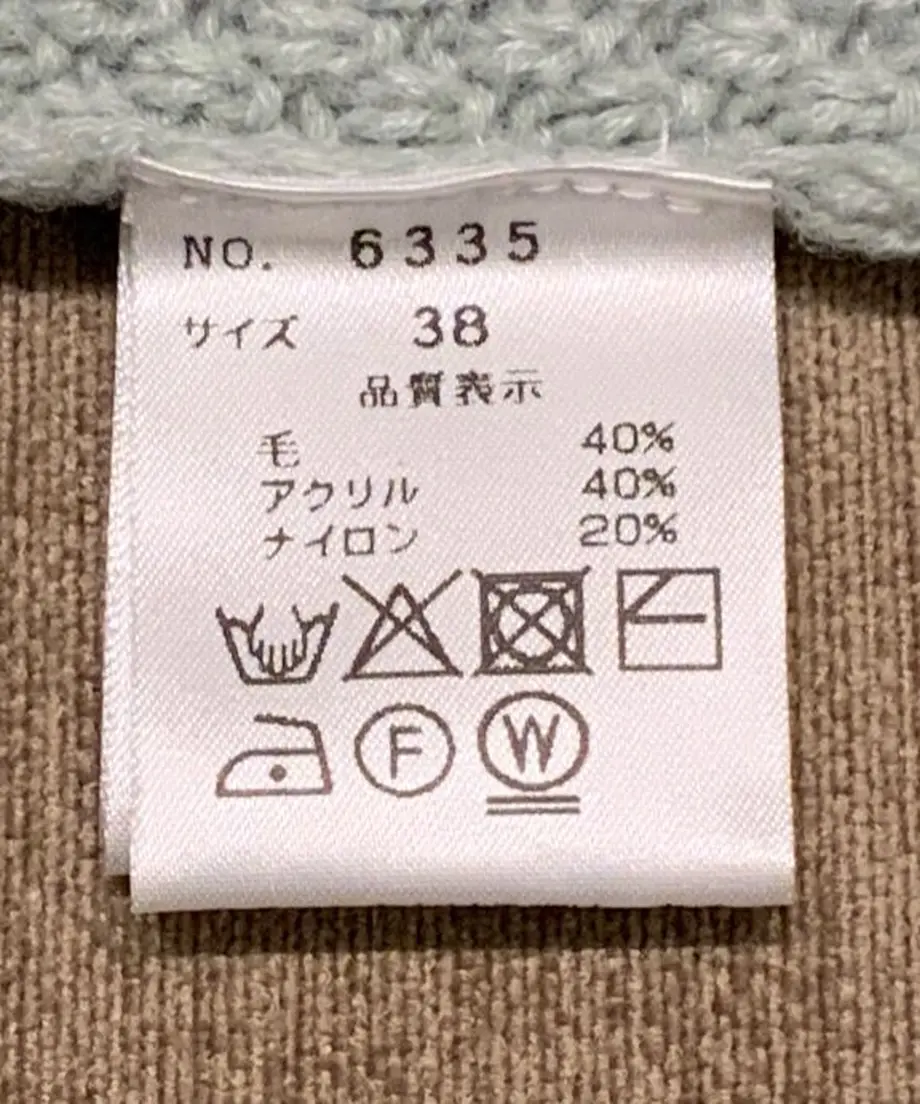 NO. 6335
サイズ 38
品質表示
毛 40%
アクリル 40%
ナイロン 20%
F W